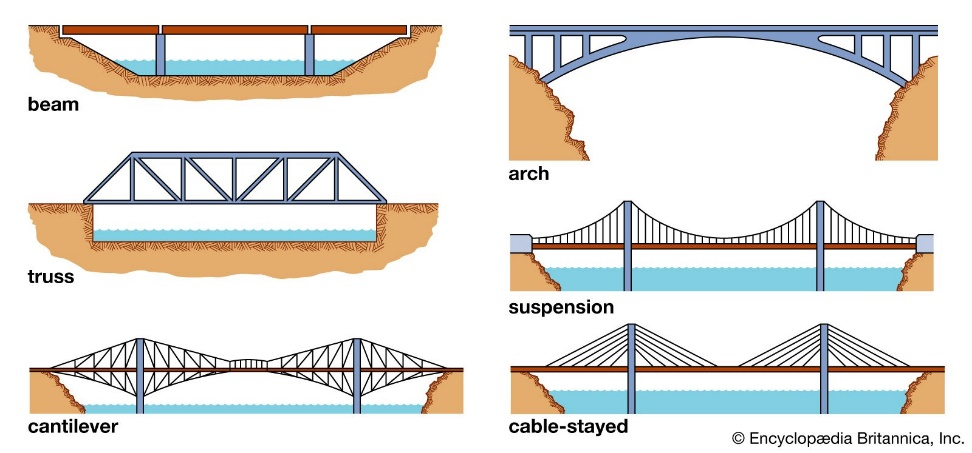 beam
truss
cantilever
arch
suspension
cable-stayed
© Encyclopædia Britannica, Inc.